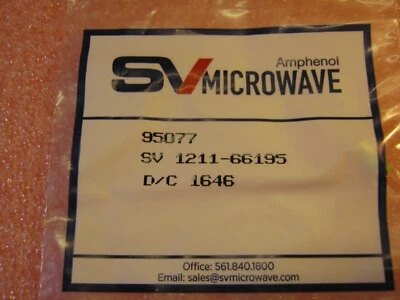 Amphenol
SV MICROWAVE
95077
SV 1211-66195
D/C 1646
Office: 561.840.1800
Email: sales@svmicrowave.com